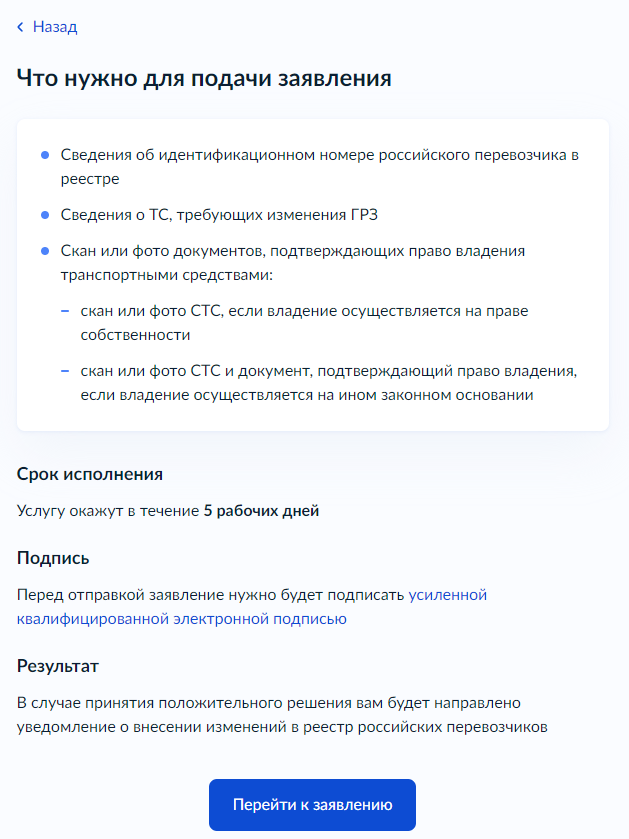 Назад
Что нужно для подачи заявления
Сведения об идентификационном номере российского перевозчика в
реестре
Сведения о ТС, требующих изменения ГРЗ
Скан или фото документов, подтверждающих право владения
транспортными средствами:
– скан или фото СТС, если владение осуществляется на праве
собственности
– скан или фото СТС и документ, подтверждающий право владения,
если владение осуществляется на ином законном основании
Срок исполнения
Услугу окажут в течение 5 рабочих дней
Подпись
Перед отправкой заявление нужно будет подписать усиленной
квалифицированной электронной подписью
Результат
В случае принятия положительного решения вам будет направлено
уведомление о внесении изменений в реестр российских перевозчиков
Перейти к заявлению